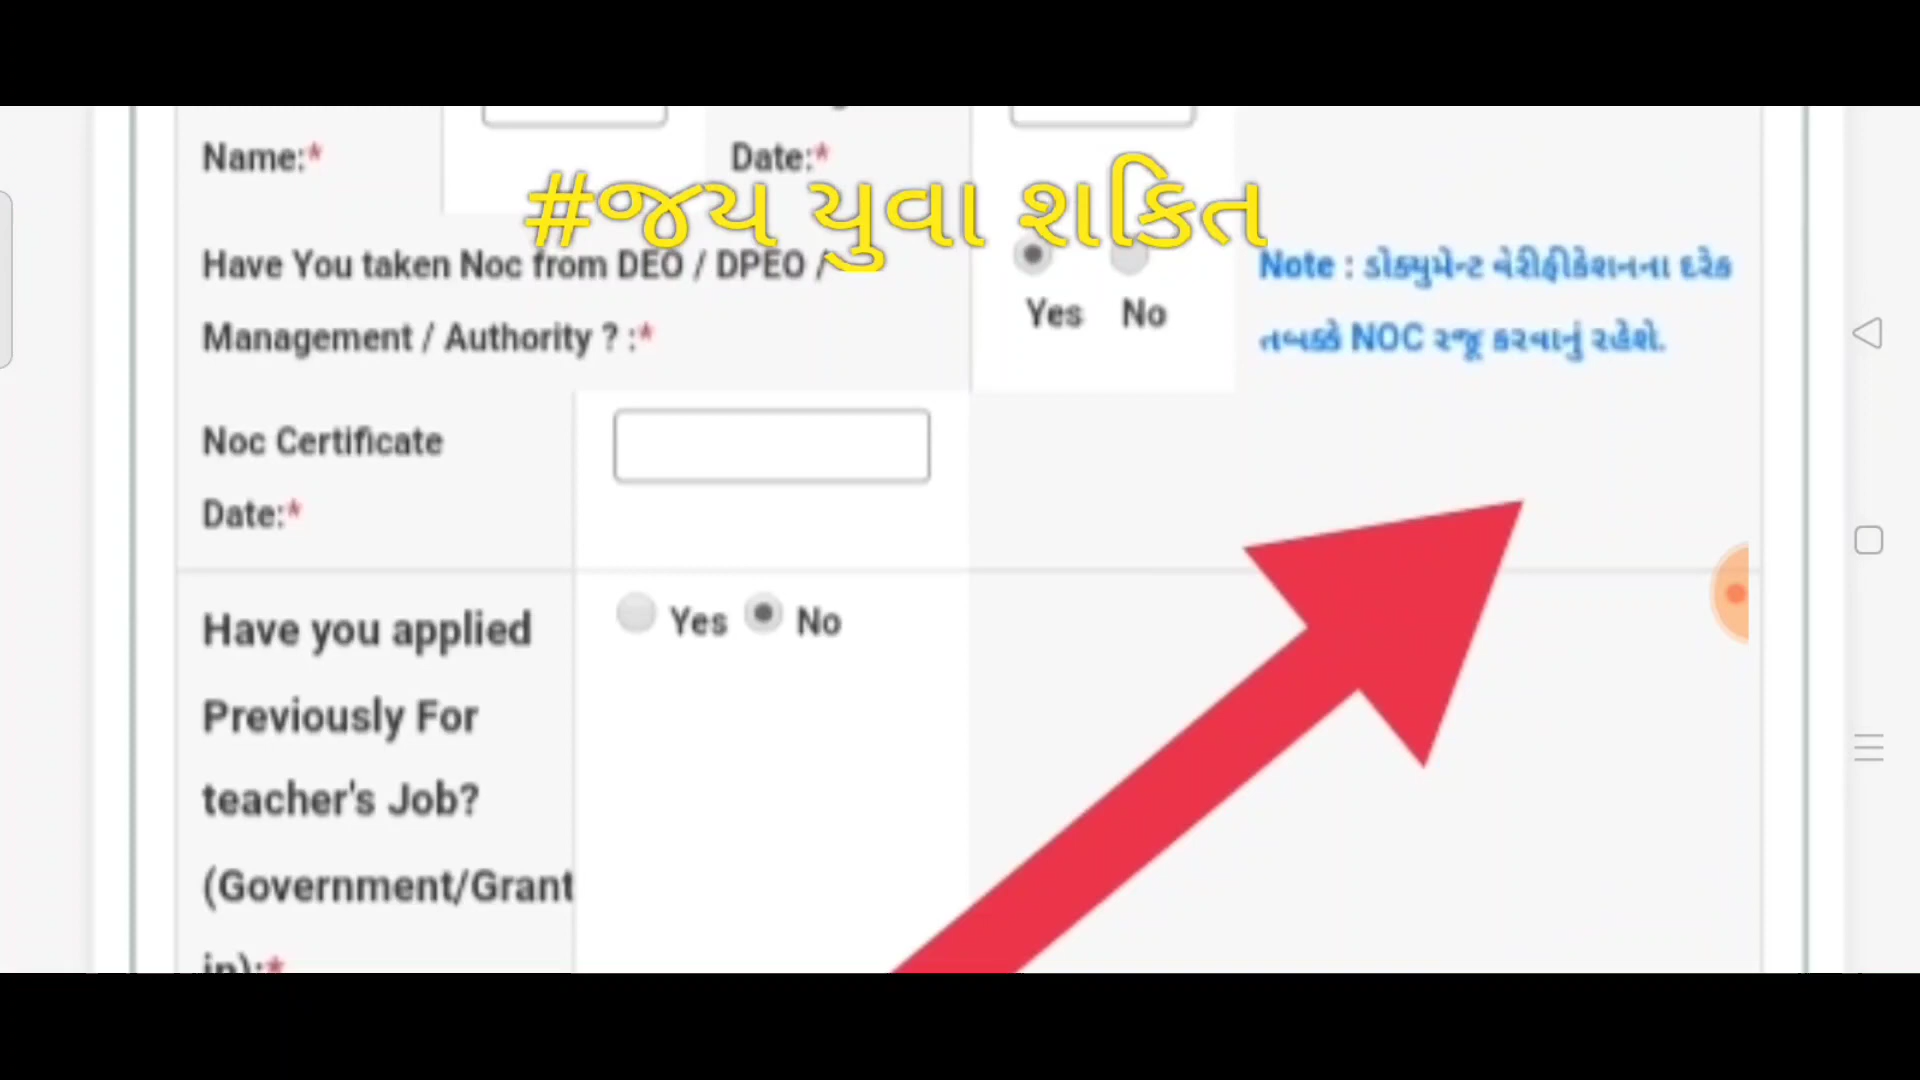 Name:*
Date:*
#જય યુવા શકિત
Have You taken Noc from DEO / DPEO /
Management / Authority ? :*
Yes No
Note : ડોક્યુમેન્ટ વેરીફીકેશનના દરેક
તબક્કે NOC રજૂ કરવાનું રહેશે.
Noc Certificate
Date:*
Have you applied
Previously For
teacher's Job?
(Government/Grant
in):*
Yes No